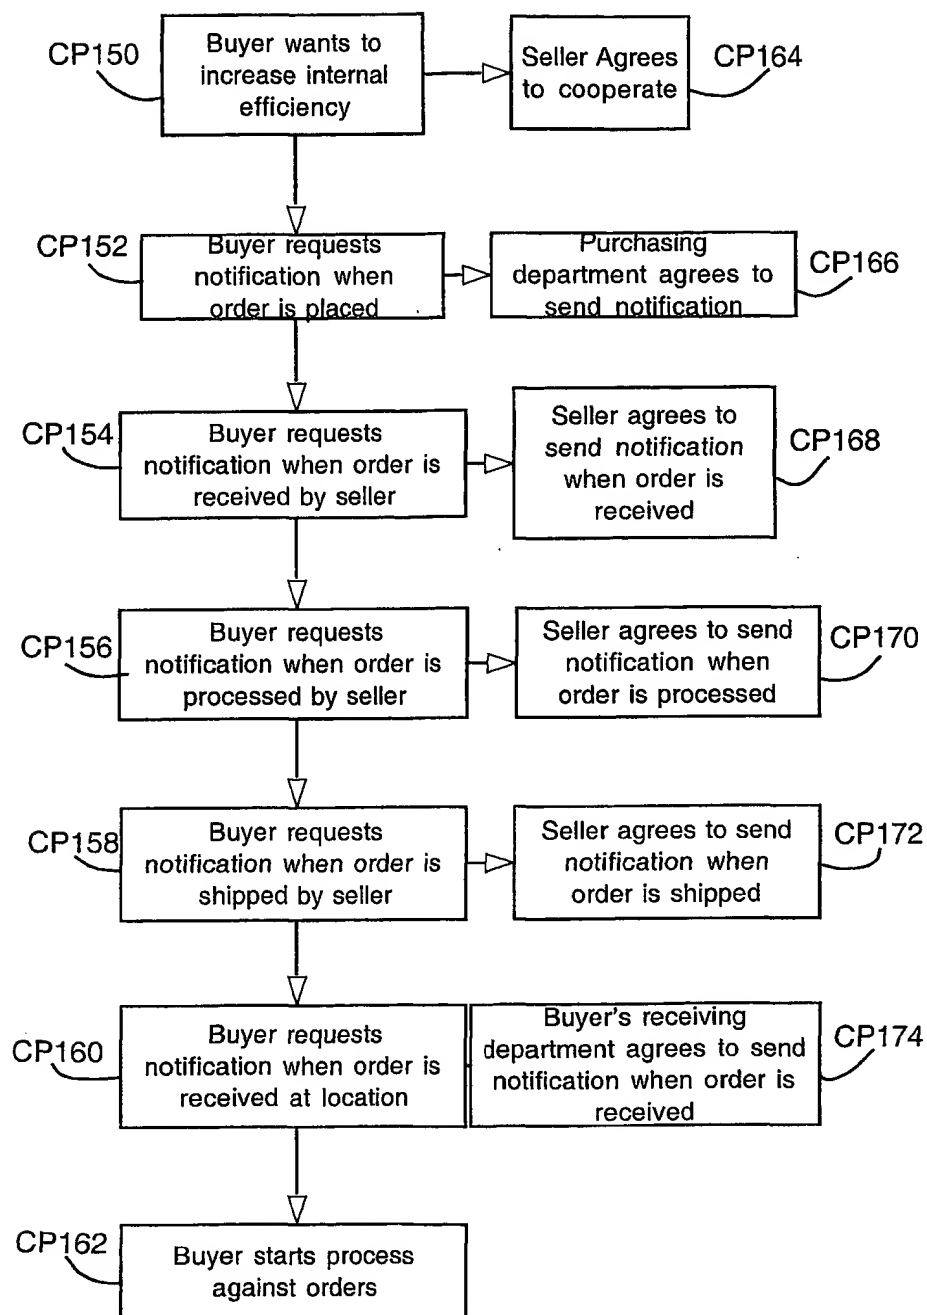 CP150
Buyer wants to
increase internal
efficiency
Seller Agrees
to cooperate
CP164
CP152
Buyer requests
notification when
order is placed
Purchasing
department agrees to
send notification
CP166
CP154
Buyer requests
notification when order is
received by seller
Seller agrees to
send notification
when order is
received
CP168
CP156
Buyer requests
notification when order is
processed by seller
Seller agrees to send
notification when
order is processed
CP170
CP158
Buyer requests
notification when order is
shipped by seller
Seller agrees to send
notification when
order is shipped
CP172
CP160
Buyer requests
notification when order is
received at location
Buyer's receiving
department agrees to send
notification when order is
received
CP174
CP162
Buyer starts process
against orders